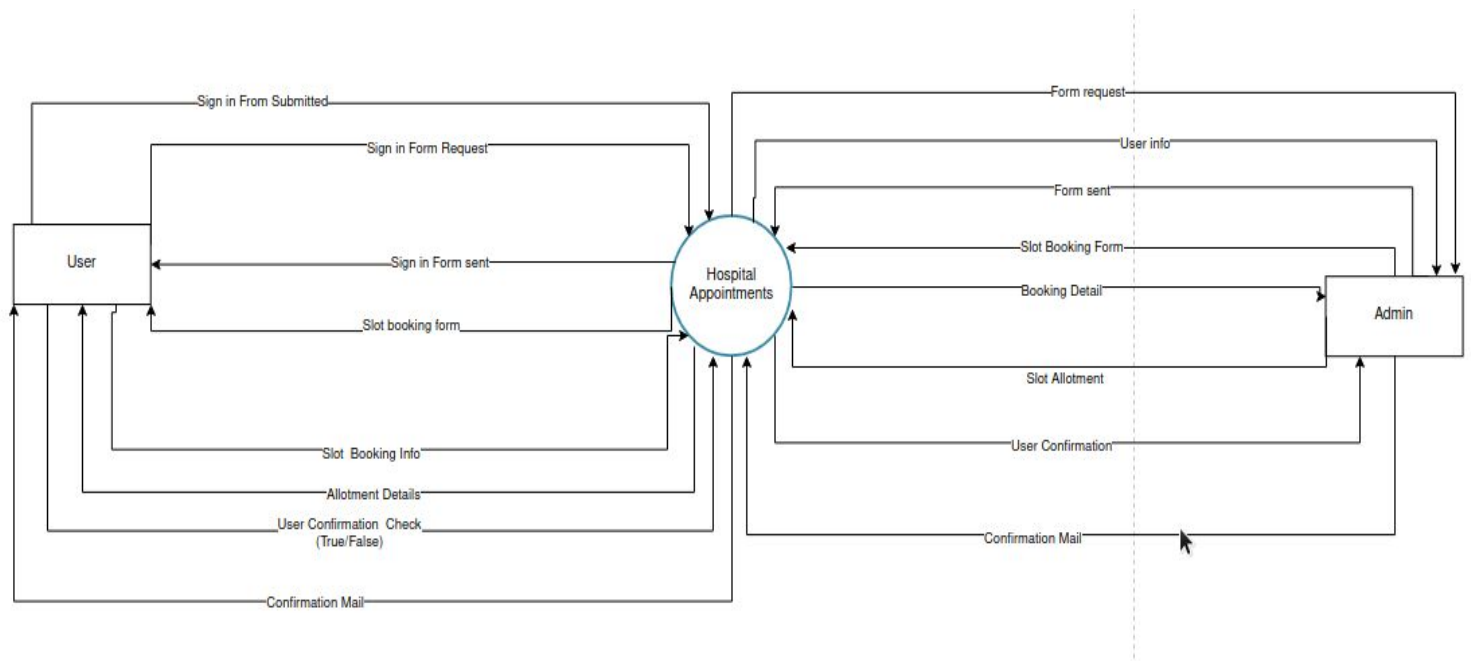 Form request
Sign in From Submitted
User info
Sign in Form Request
Form sent
Slot Booking Form
User
Sign in Form sent
Hospital
Appointments
Booking Detail
Admin
Slot booking form
Slot Allotment
User Confirmation
Slot Booking Info
Allotment Details
User Confirmation Check
(True/False)
Confirmation Mail
Confirmation Mail